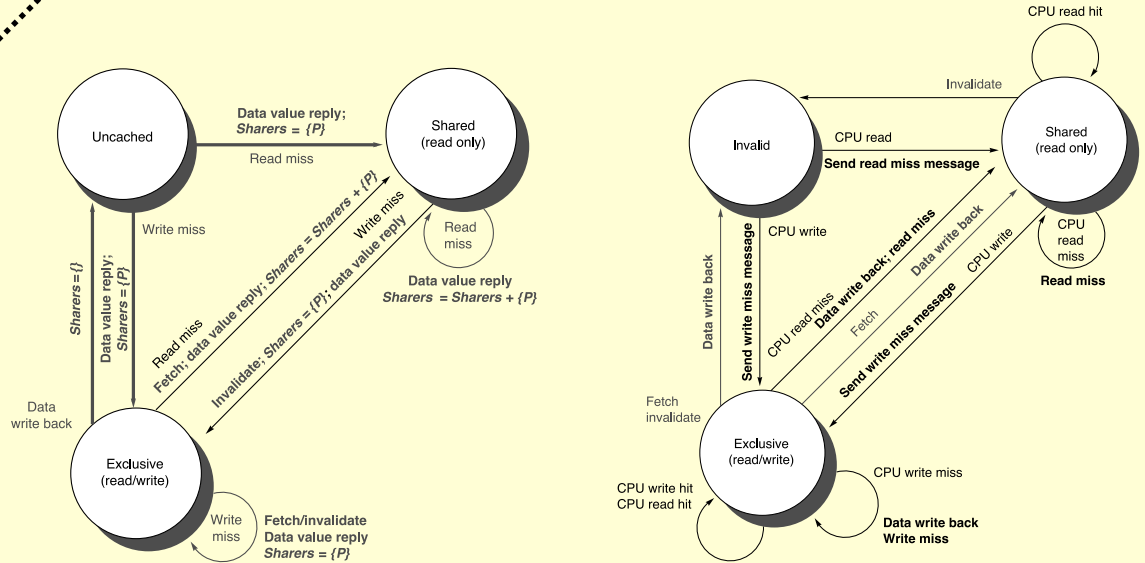 Uncached
Data value reply;
Sharers = {P}
Read miss
Shared
(read only)
Write miss
Sharers = {}
Data value reply;
Sharers = {P}
Read miss
Fetch; data value reply; Sharers = Sharers + {P}
Write miss
Invalidate; Sharers = {P}; data value reply
Read
miss
Data value reply
Sharers = Sharers + {P}
Data
write back
Exclusive
(read/write)
Write
miss
Fetch/invalidate
Data value reply
Sharers = {P}
CPU read hit
Invalidate
Invalid
CPU read
Send read miss message
Shared
(read only)
CPU write
Data write back
Send write miss message
CPU read miss
Data write back; read miss
Fetch
Data write back
Send write miss message
CPU write
CPU
read
miss
Read miss
Fetch
invalidate
Exclusive
(read/write)
CPU write hit
CPU read hit
CPU write miss
Data write back
Write miss